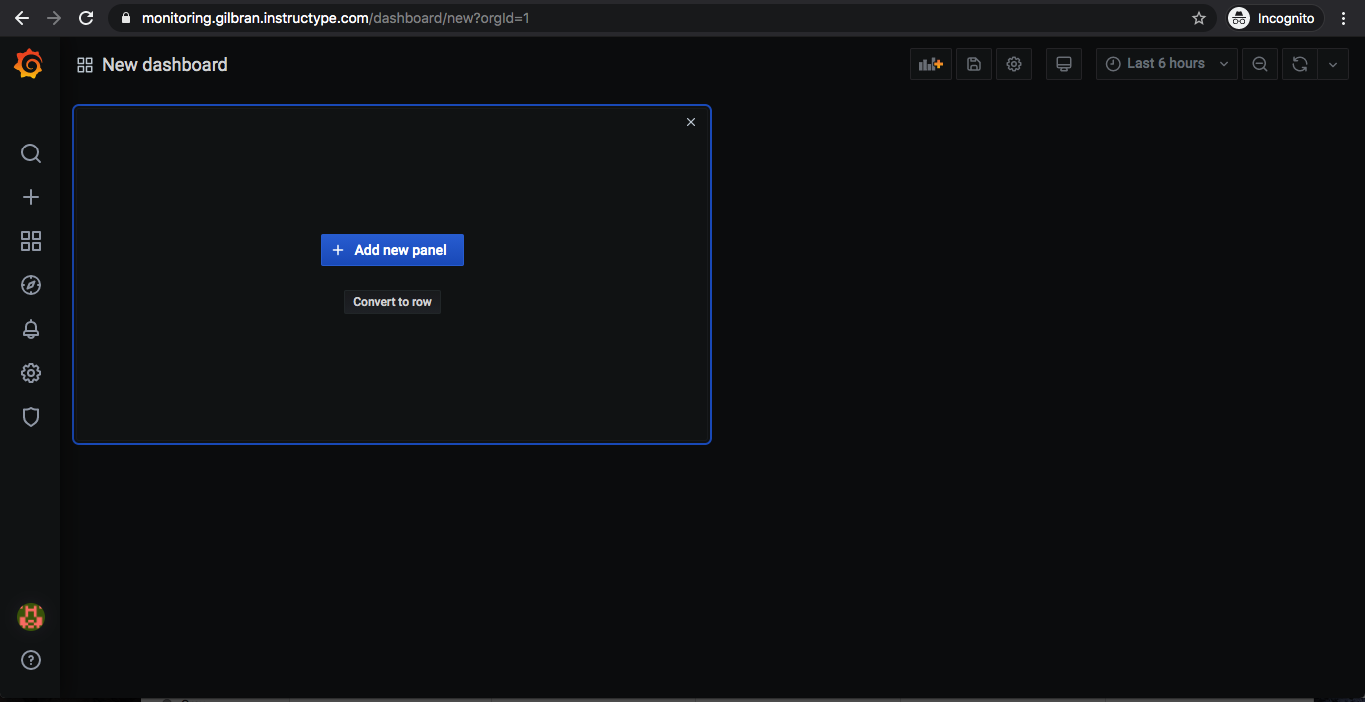 monitoring.gilbran.instructype.com/dashboard/new?orgId=1
Incognito
New dashboard
Last 6 hours
+ Add new panel
Convert to row
?